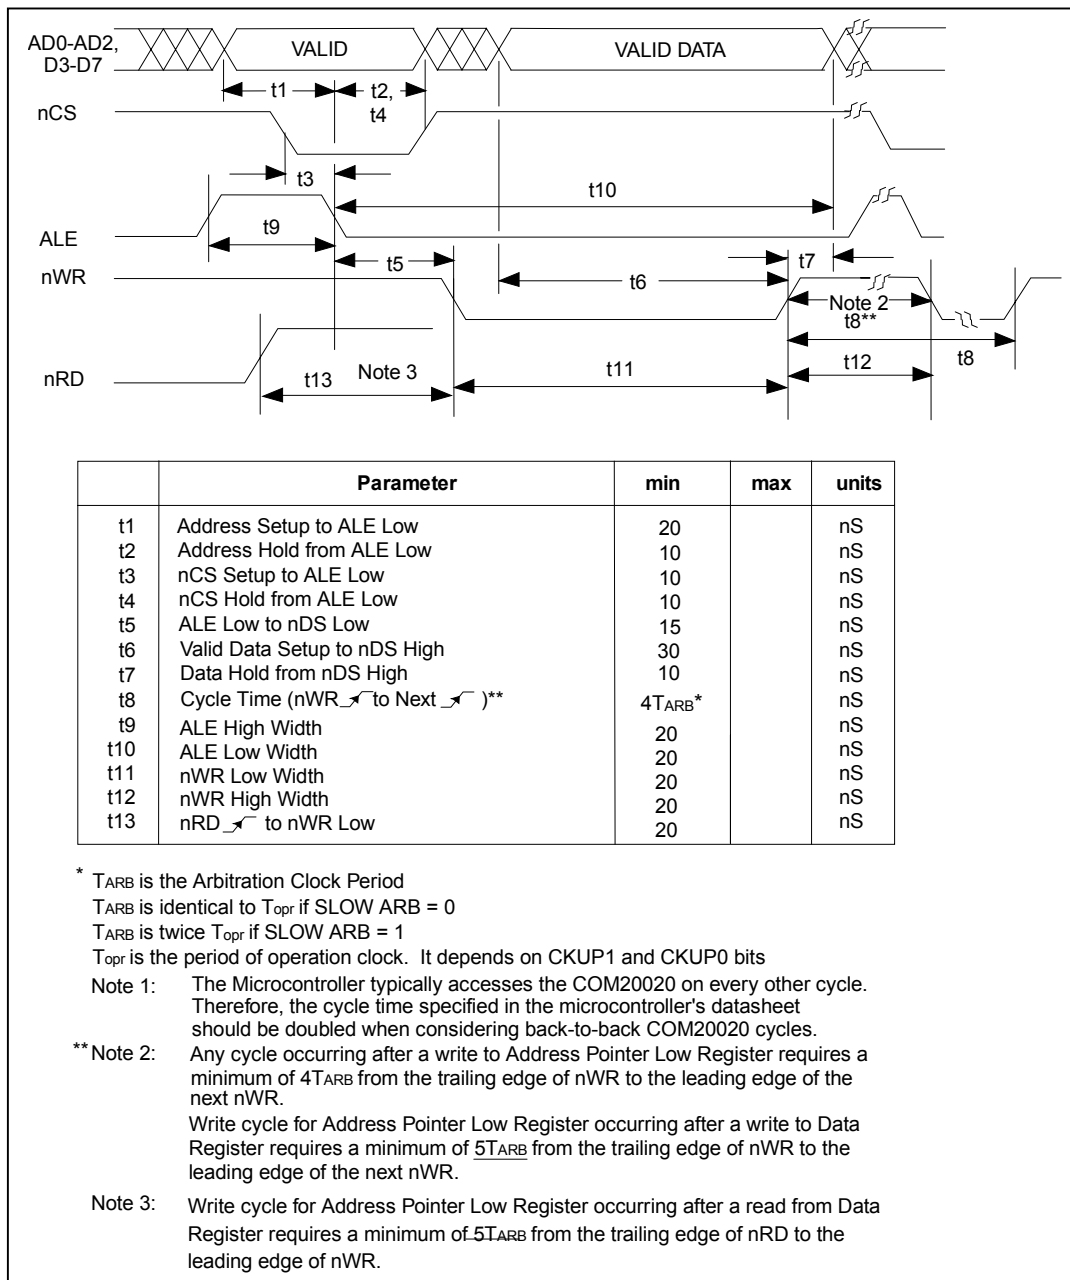 AD0-AD2,
D3-D7
VALID
VALID DATA
t1
t2,
t4
nCS
t3
t10
ALE
t9
nWR
t5
t7
t6
Note 2
t8**
nRD
t13
Note 3
t11
t12
t8
Parameter min max units
t1 Address Setup to ALE Low 20 nS
t2 Address Hold from ALE Low 10 nS
t3 nCS Setup to ALE Low 10 nS
t4 nCS Hold from ALE Low 10 nS
t5 ALE Low to nDS Low 15 nS
t6 Valid Data Setup to nDS High 30 nS
t7 Data Hold from nDS High 10 nS
t8 Cycle Time (nWR to Next )** 4TARB* nS
t9 ALE High Width 20 nS
t10 ALE Low Width 20 nS
t11 nWR Low Width 20 nS
t12 nWR High Width 20 nS
t13 nRD to nWR Low 20 nS
* TARB is the Arbitration Clock Period
TARB is identical to Topr if SLOW ARB = 0
TARB is twice Topr if SLOW ARB = 1
Topr is the period of operation clock. It depends on CKUP1 and CKUP0 bits
Note 1: The Microcontroller typically accesses the COM20020 on every other cycle.
Therefore, the cycle time specified in the microcontroller's datasheet
should be doubled when considering back-to-back COM20020 cycles.
**Note 2: Any cycle occurring after a write to Address Pointer Low Register requires a
minimum of 4TARB from the trailing edge of nWR to the leading edge of the
next nWR.
Write cycle for Address Pointer Low Register occurring after a write to Data
Register requires a minimum of 5TARB from the trailing edge of nWR to the
leading edge of the next nWR.
Note 3: Write cycle for Address Pointer Low Register occurring after a read from Data
Register requires a minimum of 5TARB from the trailing edge of nRD to the
leading edge of nWR.